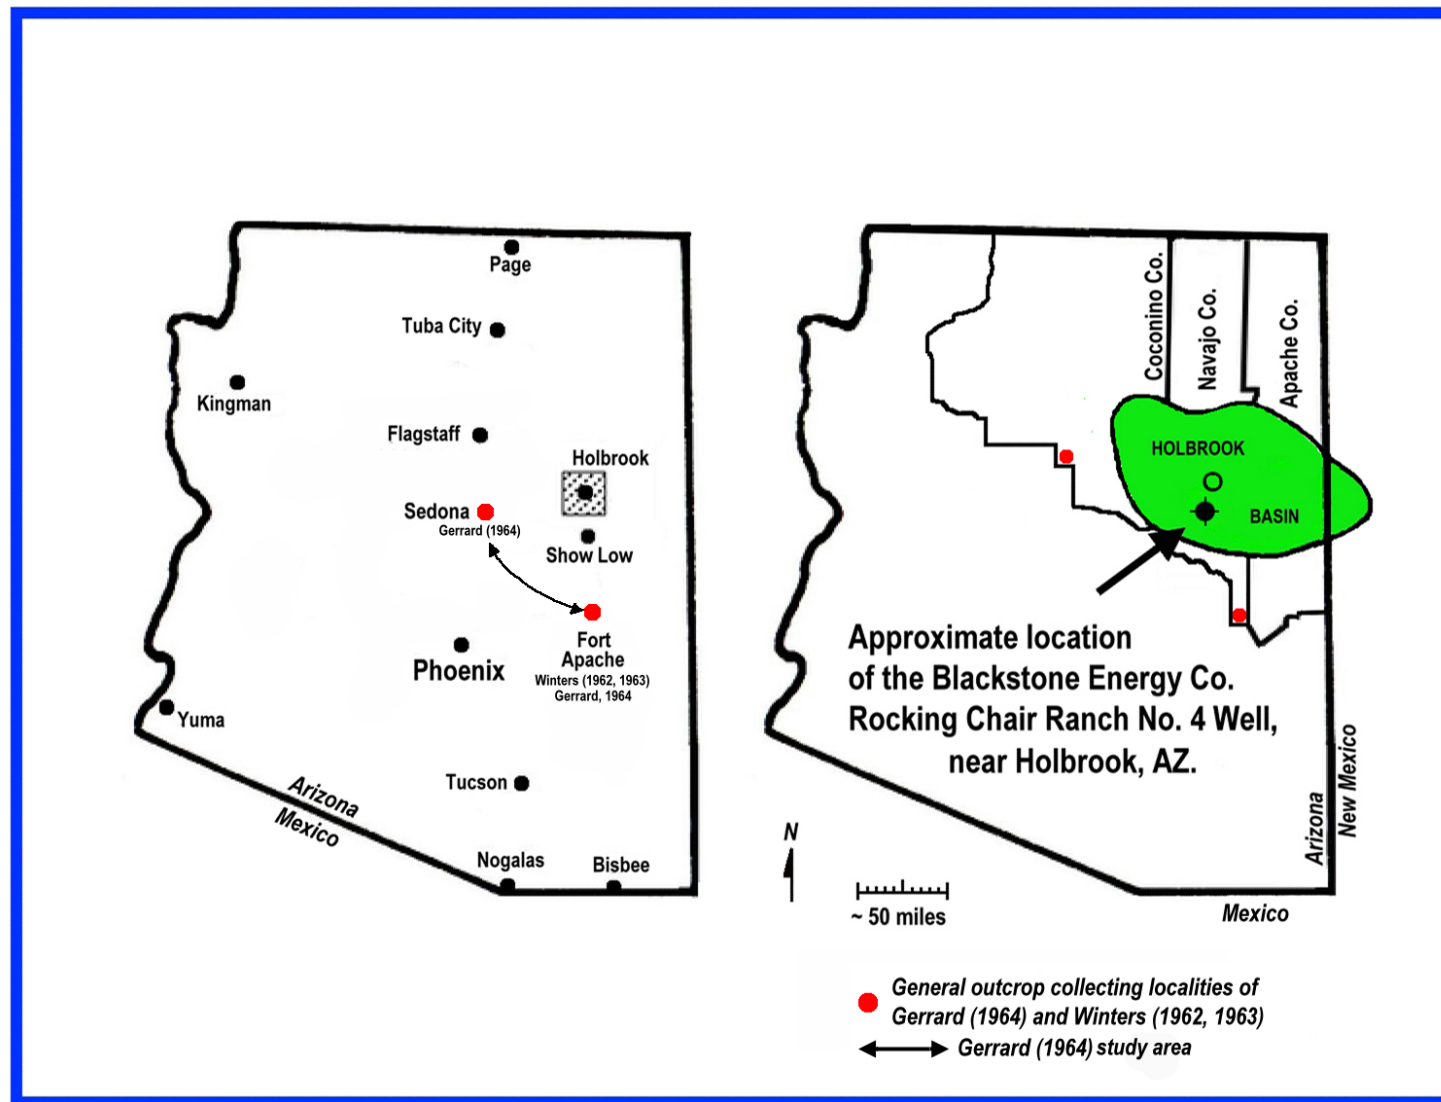 Page
Tuba City
Kingman
Flagstaff
Holbrook
Sedona
Gerrard (1964)
Show Low
Fort
Apache
Winters (1962, 1963)
Gerrard, 1964
Phoenix
Yuma
Tucson
Arizona
Mexico
Nogalas
Bisbee
Coconino Co.
Navajo Co.
Apache Co.
HOLBROOK
BASIN
Approximate location
of the Blackstone Energy Co.
Rocking Chair Ranch No. 4 Well,
near Holbrook, AZ.
Arizona
New Mexico
N
~ 50 miles
Mexico
General outcrop collecting localities of
Gerrard (1964) and Winters (1962, 1963)
Gerrard (1964) study area